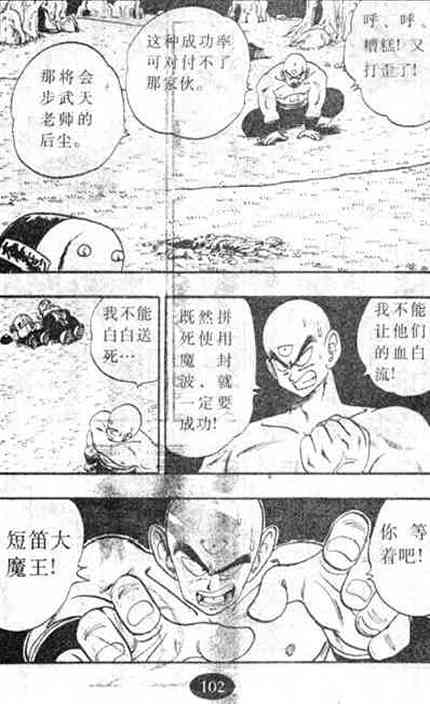 呼、呼。
糟糕！又
打歪了！
这种成功率
可对付不了
那家伙。
那将会
步武天
老师的
后尘。
我不能
让他们
的血白
流！
既然拼
死使用
魔封
波，就
一定要
成功！
我不能
白白送
死…
你等
着吧！
短笛大
魔王！
102